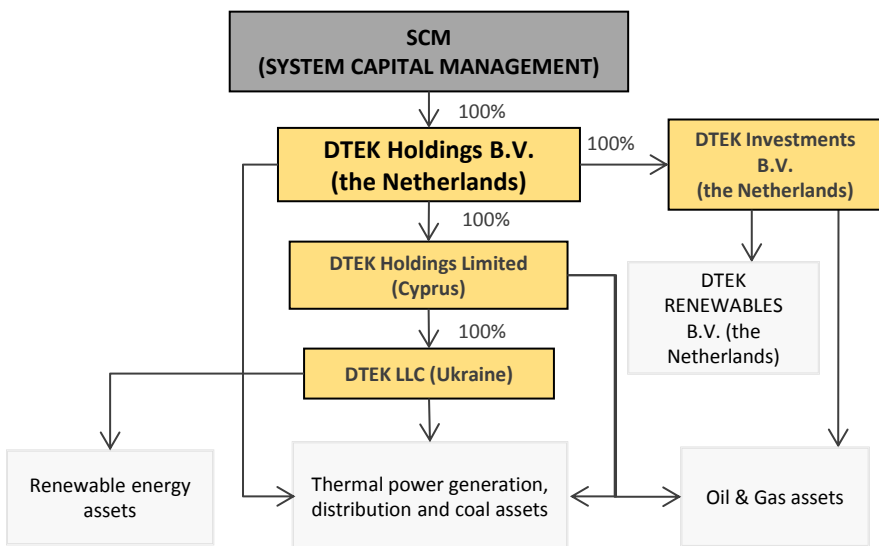 SCM
(SYSTEM CAPITAL MANAGEMENT)
100%
DTEK Holdings B.V.
(the Netherlands)
100%
DTEK Investments
B.V.
(the Netherlands)
100%
DTEK Holdings Limited
(Cyprus)
DTEK
RENEWABLES
B.V. (the
Netherlands)
100%
DTEK LLC (Ukraine)
Renewable energy
assets
Thermal power generation,
distribution and coal assets
Oil & Gas assets